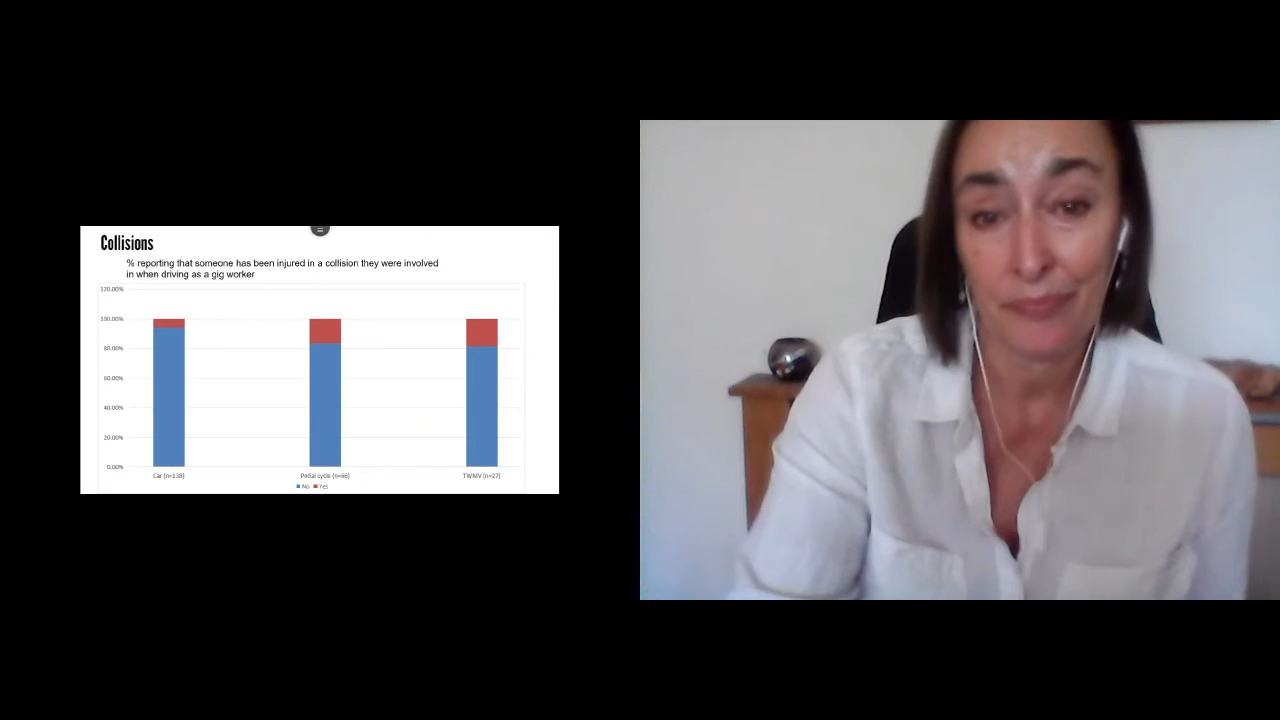 Collisions
% reporting that someone has been injured in a collision they were involved
in when driving as a gig worker
120.00%
100.00%
80.00%
60.00%
40.00%
20.00%
0.00%
Car (n=138)
Pedal cycle (n=46)
TWMV (n=27)
No Yes